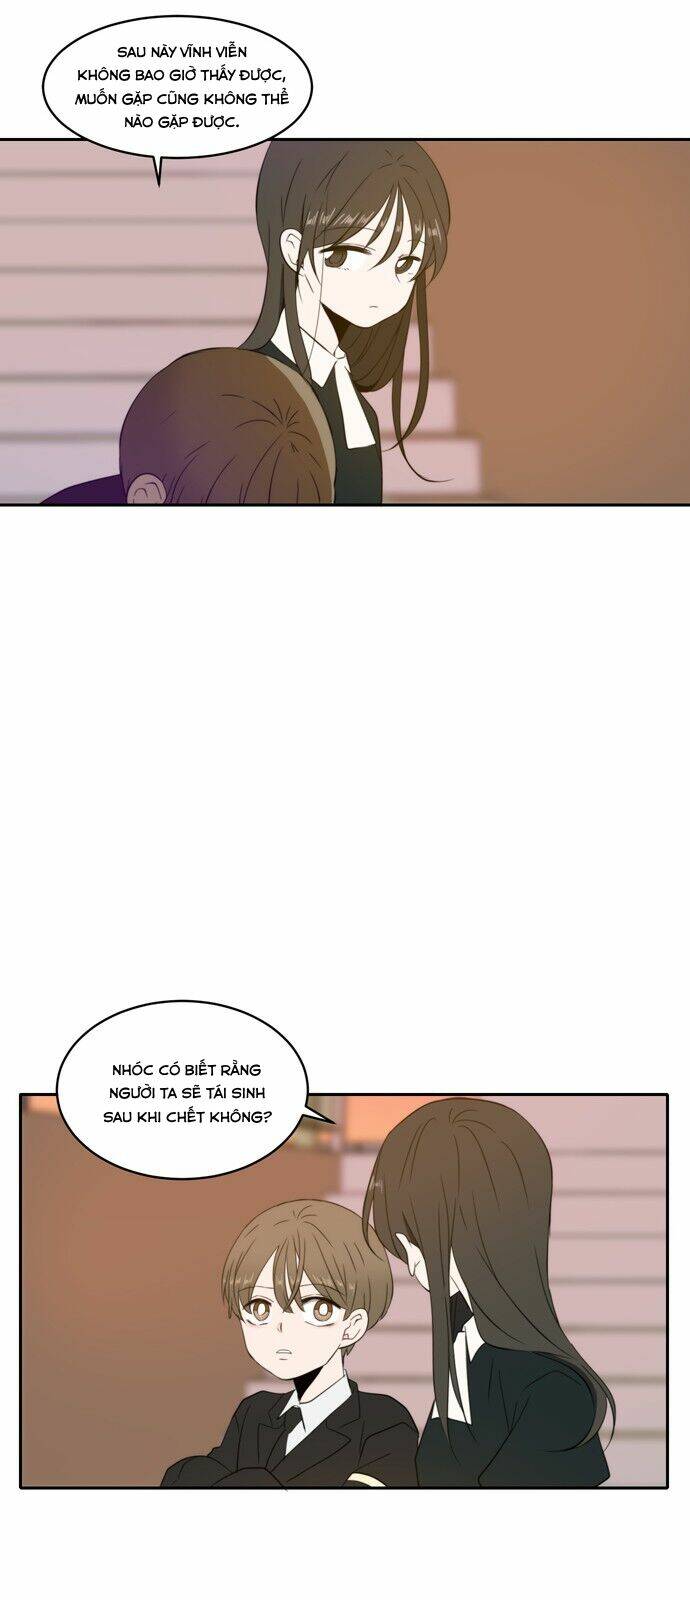 SAU NÀY VĨNH VIỄN
KHÔNG BAO GIỜ THẤY ĐƯỢC,
MUỐN GẶP CŨNG KHÔNG THỂ
NÀO GẶP ĐƯỢC.
NHÓC CÓ BIẾT RẰNG
NGƯỜI TA SẼ TÁI SINH
SAU KHI CHẾT KHÔNG?